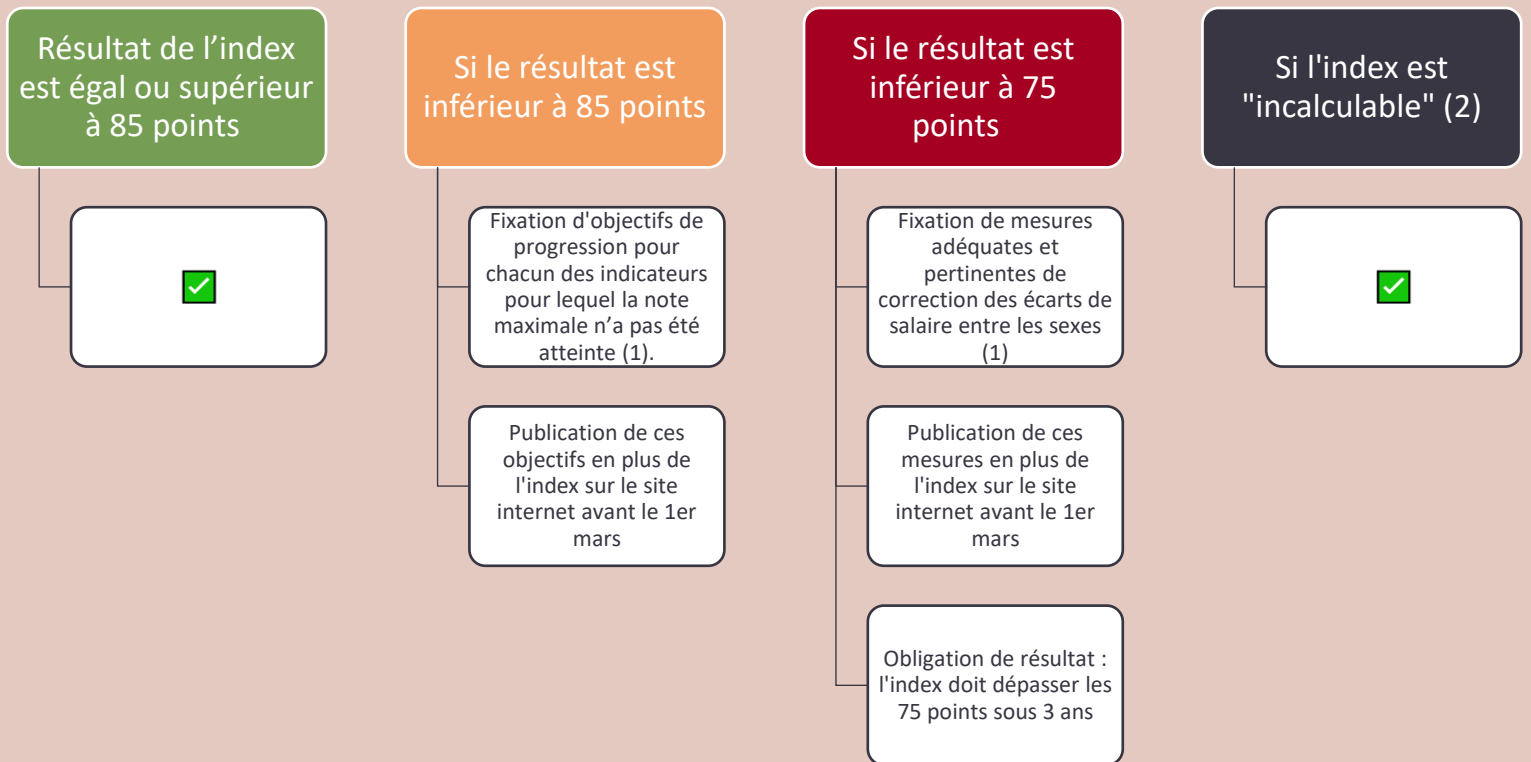 Résultat de l’index
est égal ou supérieur
à 85 points
Si le résultat est
inférieur à 85 points
Fixation d'objectifs de
progression pour
chacun des indicateurs
pour lequel la note
maximale n’a pas été
atteinte (1).
Publication de ces
objectifs en plus de
l'index sur le site
internet avant le 1er
mars
Si le résultat est
inférieur à 75
points
Fixation de mesures
adéquates et
pertinentes de
correction des écarts de
salaire entre les sexes
(1)
Publication de ces
mesures en plus de
l'index sur le site
internet avant le 1er
mars
Obligation de résultat :
l'index doit dépasser les
75 points sous 3 ans
Si l'index est
"incalculable" (2)